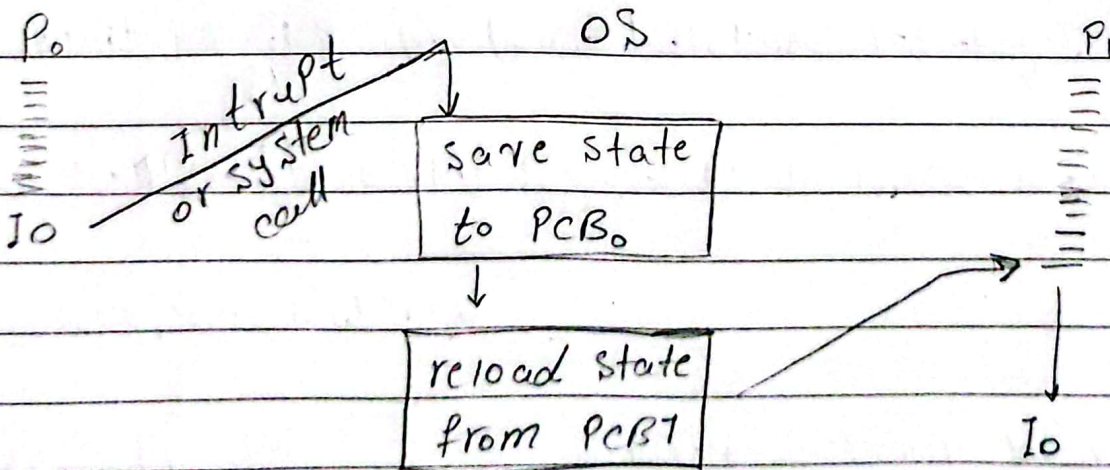 P₀ OS. P₁
Intrupt
or system
call
Io
save state
to PCB₀
reload state
from PCB1
Io